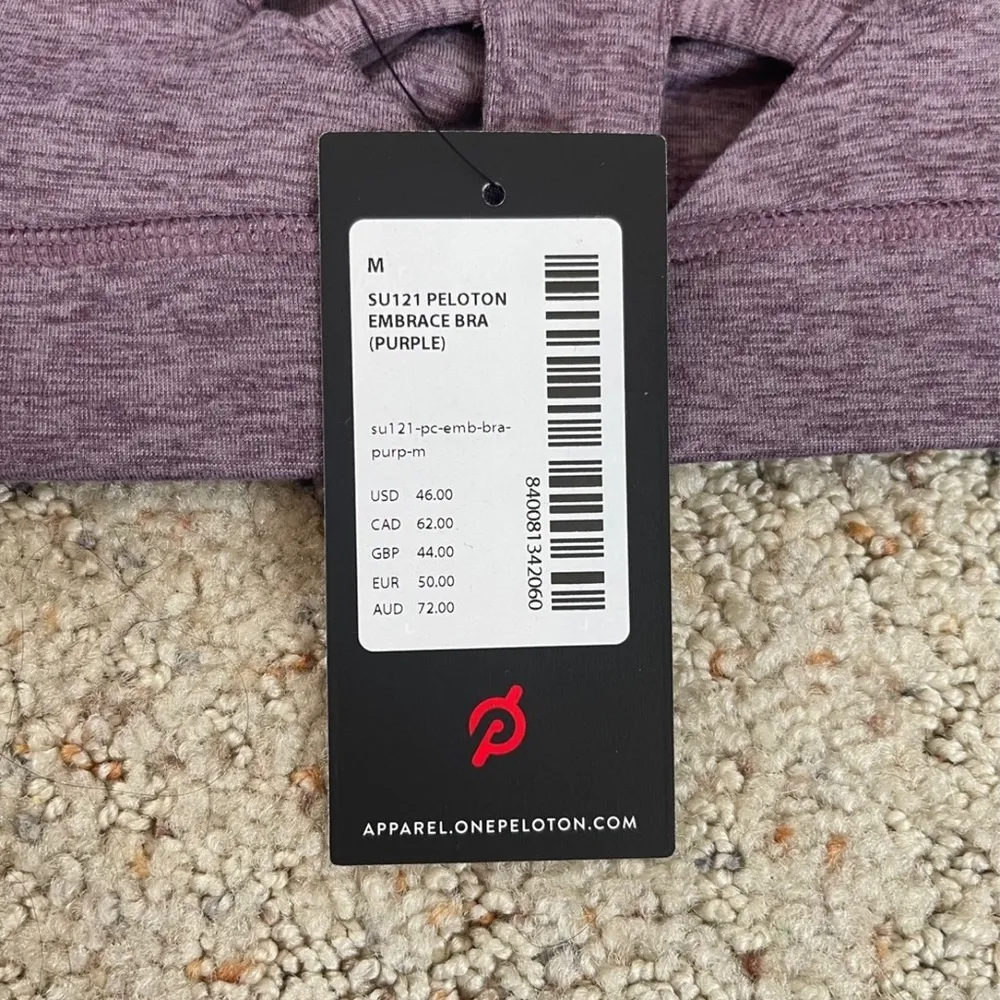 M
SU121 PELOTON
EMBRACE BRA
(PURPLE)
su121-pc-emb-bra-
purp-m
USD 46.00
CAD 62.00
GBP 44.00
EUR 50.00
AUD 72.00
840081342060
APPAREL.ONEPELOTON.COM